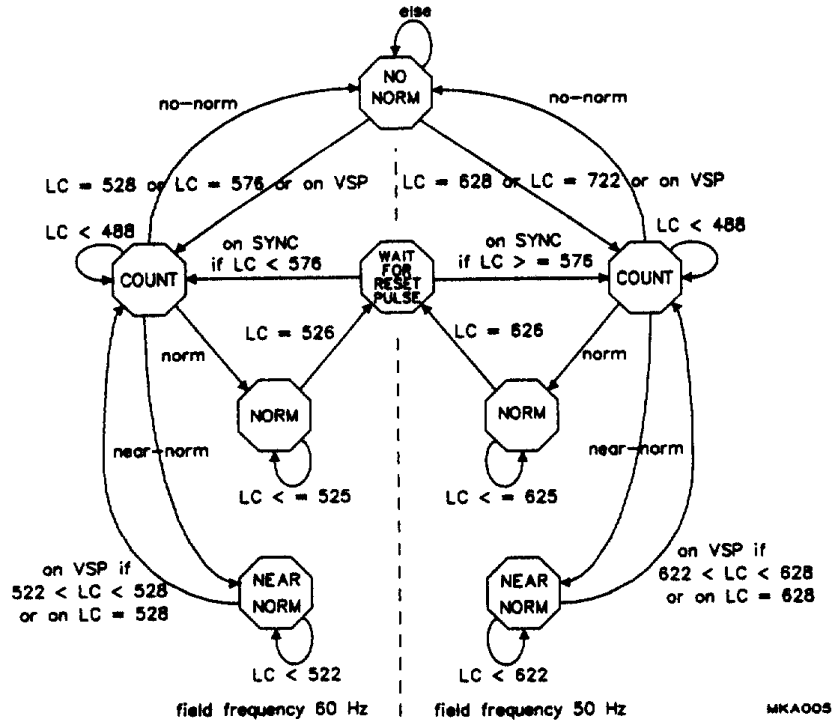 else
NO
NORM
no-norm
no-norm
LC = 528 or LC = 576 or on VSP
LC = 628 or LC = 722 or on VSP
LC < 488
LC < 488
on SYNC
if LC < 576
on SYNC
if LC > = 576
COUNT
WAIT
FOR
RESET
PULSE
COUNT
LC = 526
LC = 626
norm
norm
NORM
NORM
near-norm
near-norm
LC < = 525
LC < = 625
on VSP if
522 < LC < 528
or on LC = 528
NEAR
NORM
NEAR
NORM
on VSP if
622 < LC < 628
or on LC = 628
LC < 522
LC < 622
field frequency 60 Hz
field frequency 50 Hz
MKA005